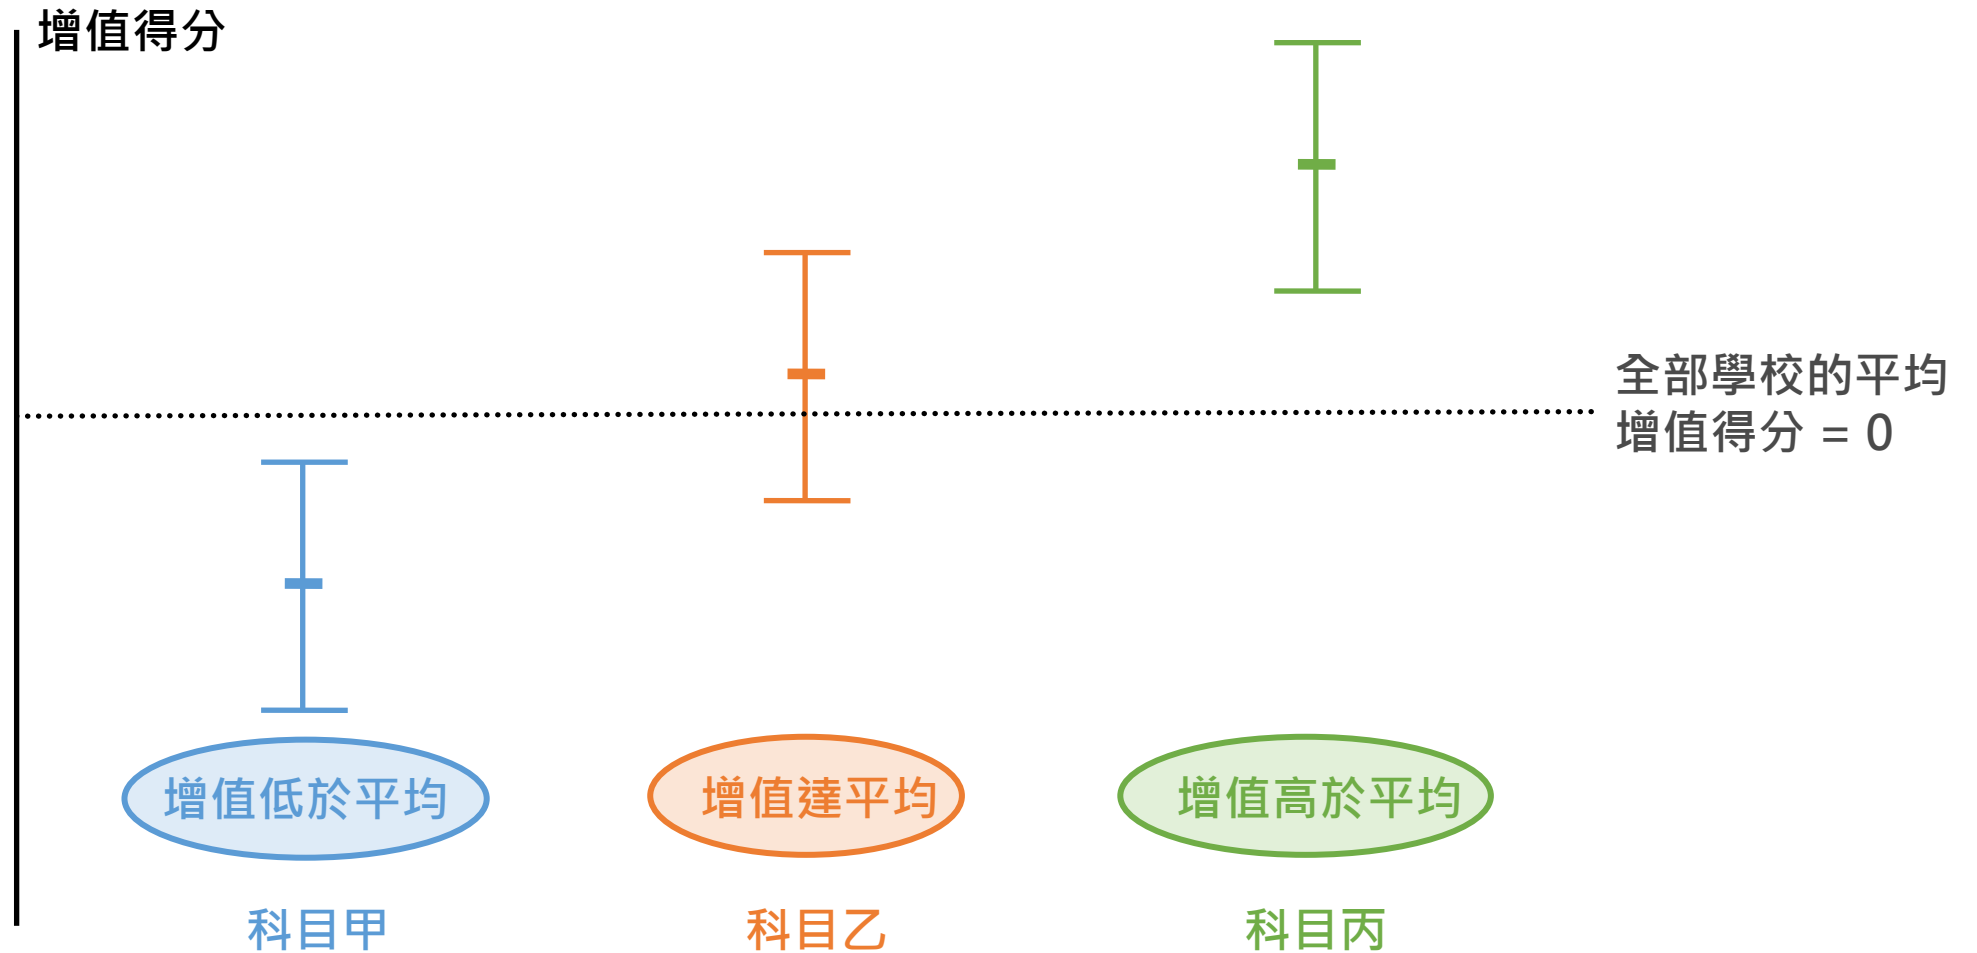 增值得分
全部學校的平均
增值得分 = 0
增值低於平均
增值達平均
增值高於平均
科目甲
科目乙
科目丙